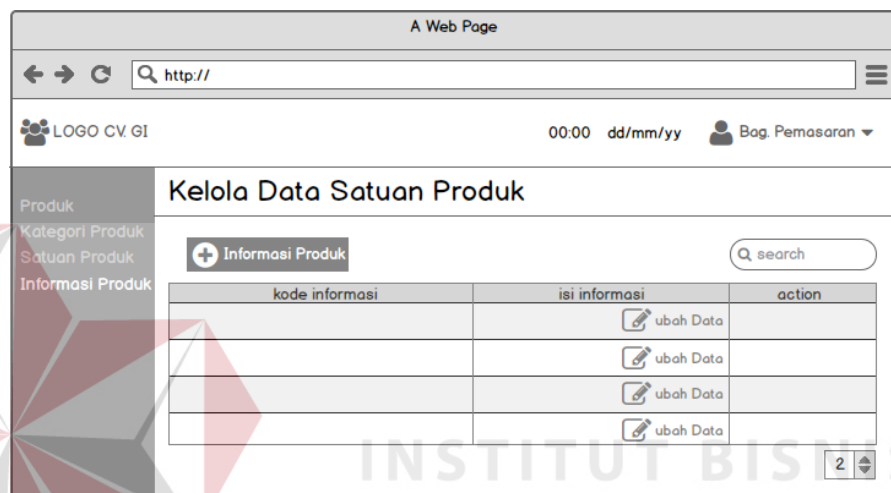 A Web Page
http://
LOGO CV. GI
00:00 dd/mm/yy Bag. Pemasaran
Produk
Kategori Produk
Satuan Produk
Informasi Produk
Kelola Data Satuan Produk
Informasi Produk
search
kode informasi isi informasi action
ubah Data
ubah Data
ubah Data
ubah Data
2
INSTITUT BISNIS